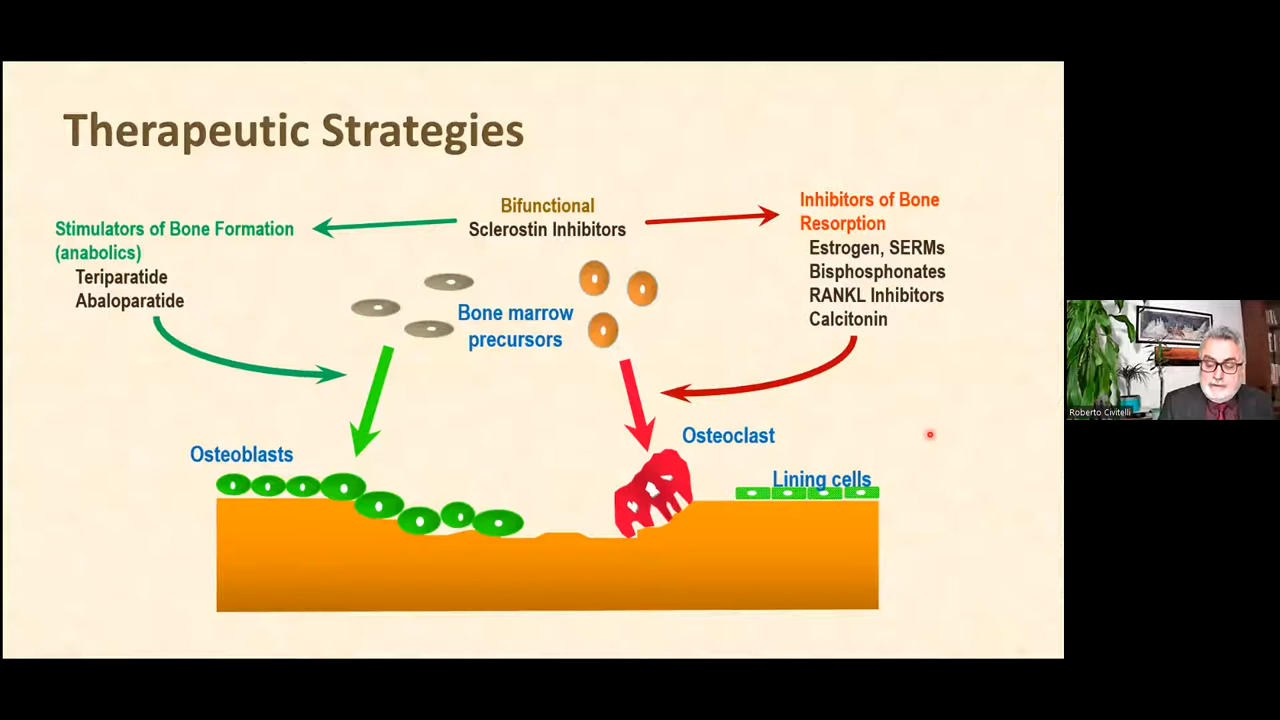 Therapeutic Strategies
Stimulators of Bone Formation
(anabolics)
Teriparatide
Abaloparatide
Bifunctional
Sclerostin Inhibitors
Inhibitors of Bone
Resorption
Estrogen, SERMs
Bisphosphonates
RANKL Inhibitors
Calcitonin
Bone marrow
precursors
Osteoblasts
Osteoclast
Lining cells
Roberto Civitelli